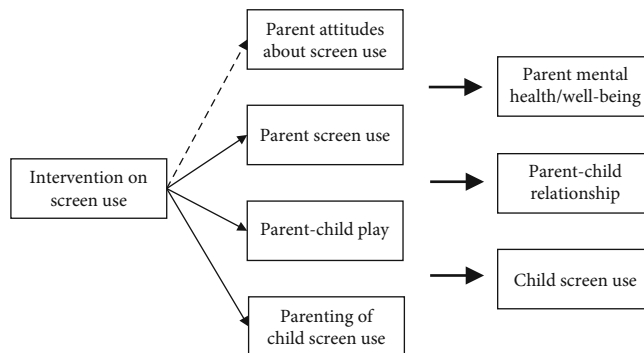 Intervention on
screen use
Parent attitudes
about screen use
Parent screen use
Parent-child play
Parenting of
child screen use
Parent mental
health/well-being
Parent-child
relationship
Child screen use